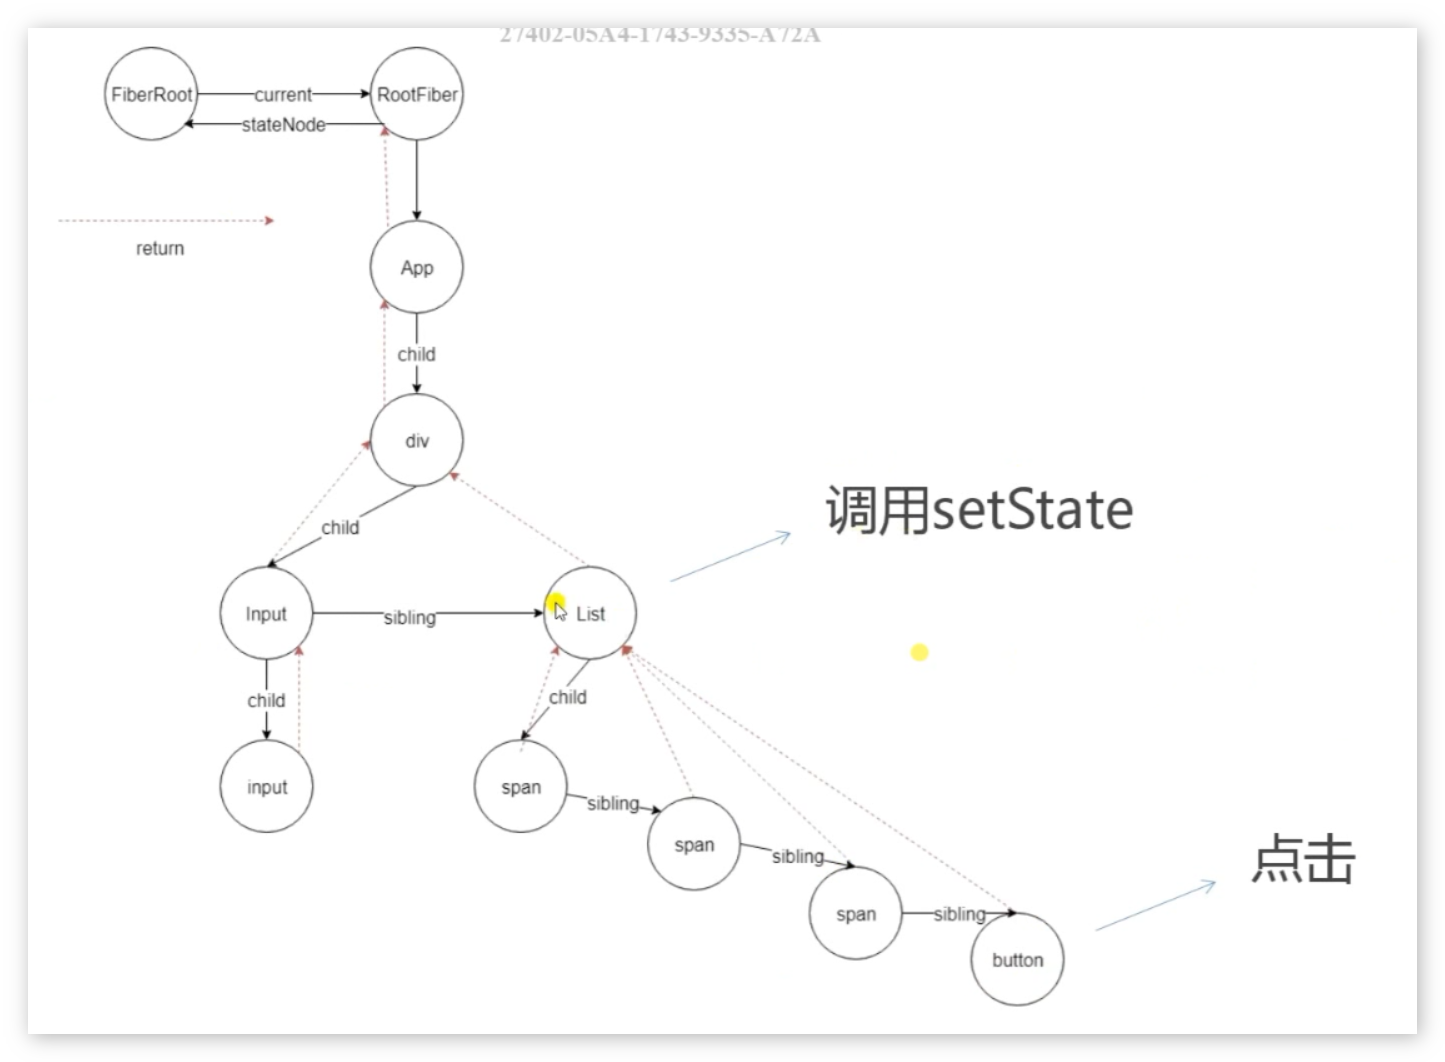 27402-05A4-1743-9335-A72A
FiberRoot
current
RootFiber
stateNode
return
App
child
div
child
调用setState
Input
sibling
List
child
child
input
span
sibling
span
sibling
span
sibling
button
点击